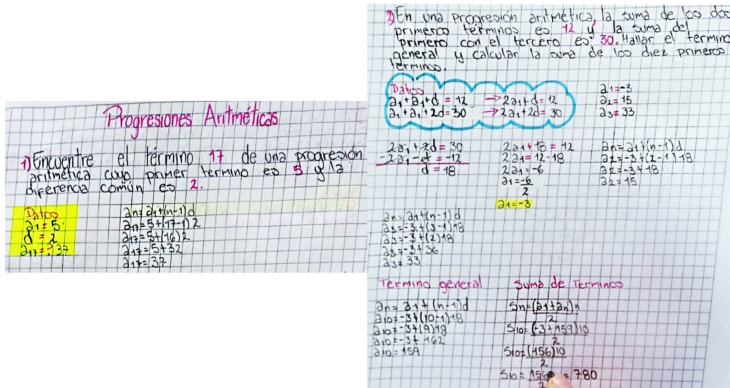 Progresiones Aritméticas
1) Encuentre el término 17 de una progresión
aritmética cuyo primer termino es 5 y la
diferencia común es 2.
Datos
a1= 5
d = 2
a17=? 37
an= a1+(n-1)d
a17=5+(17-1)2
a17=5+(16)2
a17=5+32
a17=37
En una progresión aritmética, la suma de los dos
primeros terminos es 12 y la suma del
primero con el tercero es 30. Hallar el termino
general y calcular la suma de los diez primeros
terminos.
Datos
a1+a1+d = 12 → 2a1+d=12
a1+a1+2d=30 → 2a1+2d=30
a1=-3
a2=15
a3=33
2a1+2d=30
-2a1-d=-12
d=18
2a1+18=12
2a1=12-18
2a1=-6
a1=-6
2
a1=-3
an=a1+(n-1)d
a2=-3+(2-1)18
a2=-3+18
a2=15
an=a1+(n-1)d
a3=-3+(3-1)18
a3=-3+(2)18
a3=-3+36
a3=33
Termino general
an=a1+(n-1)d
a10=-3+(10-1)18
a10=-3+(9)18
a10=-3+162
a10=159
Suma de Terminos
Sn=(a1+an)n
2
S10=(-3+159)10
2
S10=(156)10
2
S10= 156 = 780
2